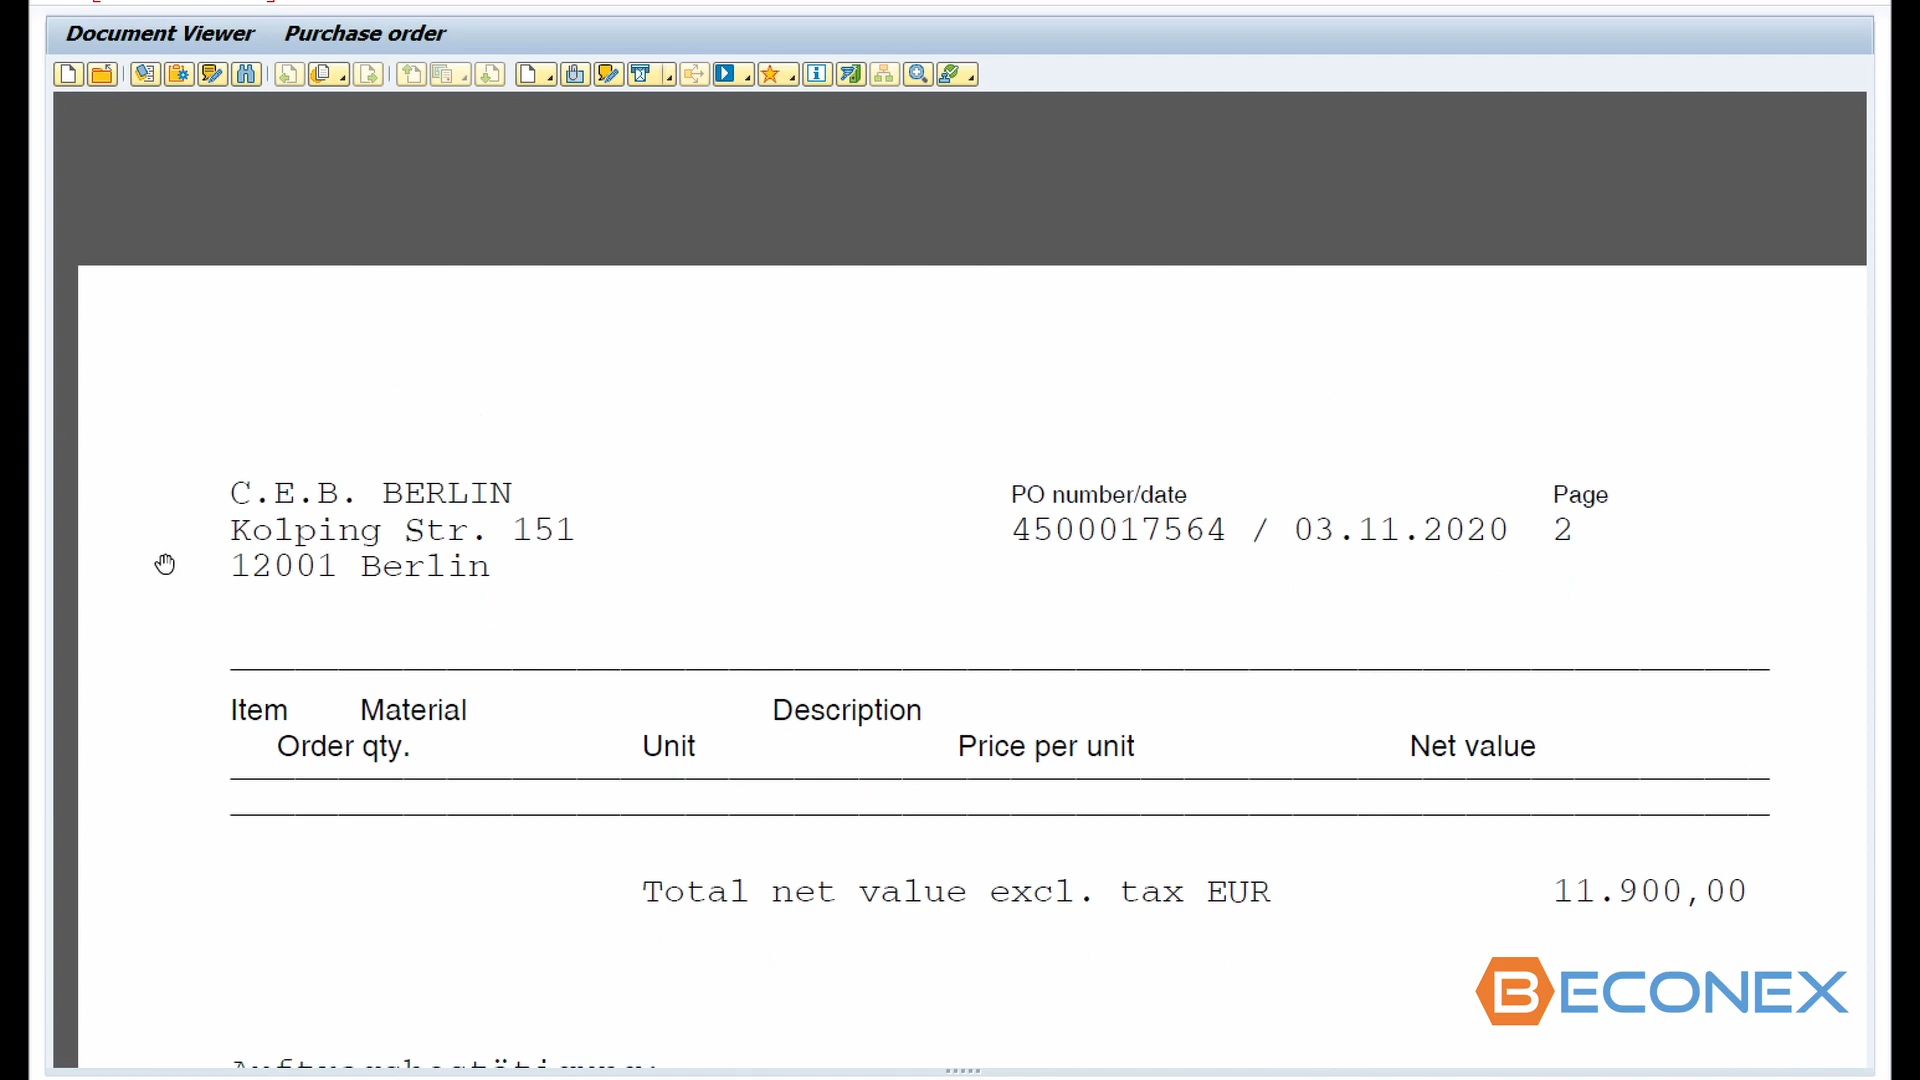 Document Viewer Purchase order
C.E.B. BERLIN
Kolping Str. 151
12001 Berlin
PO number/date Page
4500017564 / 03.11.2020 2
Item Material Description
Order qty. Unit Price per unit Net value
Total net value excl. tax EUR 11.900,00
BECONEX
Auftragsbestätigung: